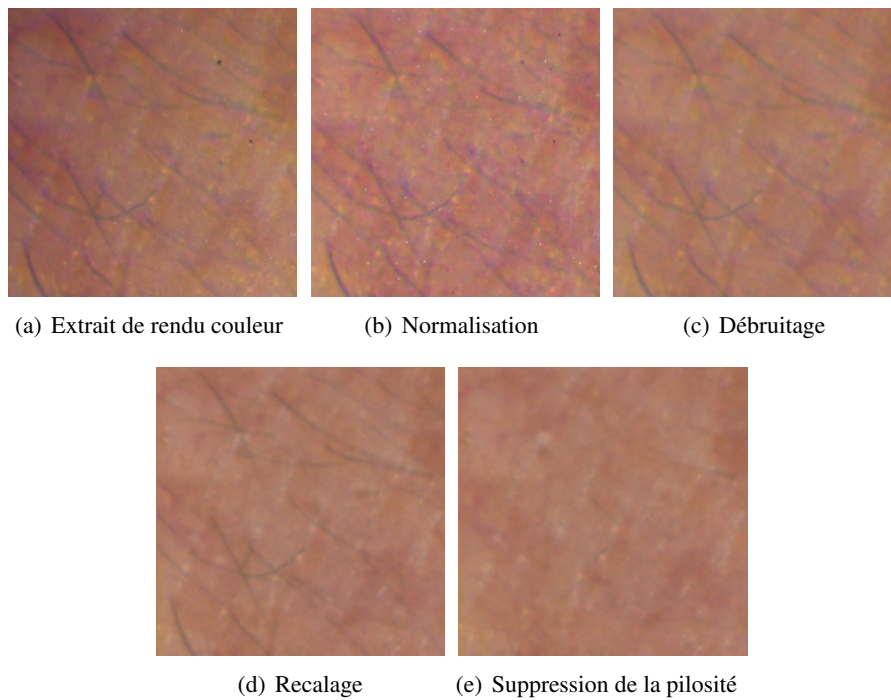 (a) Extrait de rendu couleur
(b) Normalisation
(c) Débruitage
(d) Recalage
(e) Suppression de la pilosité